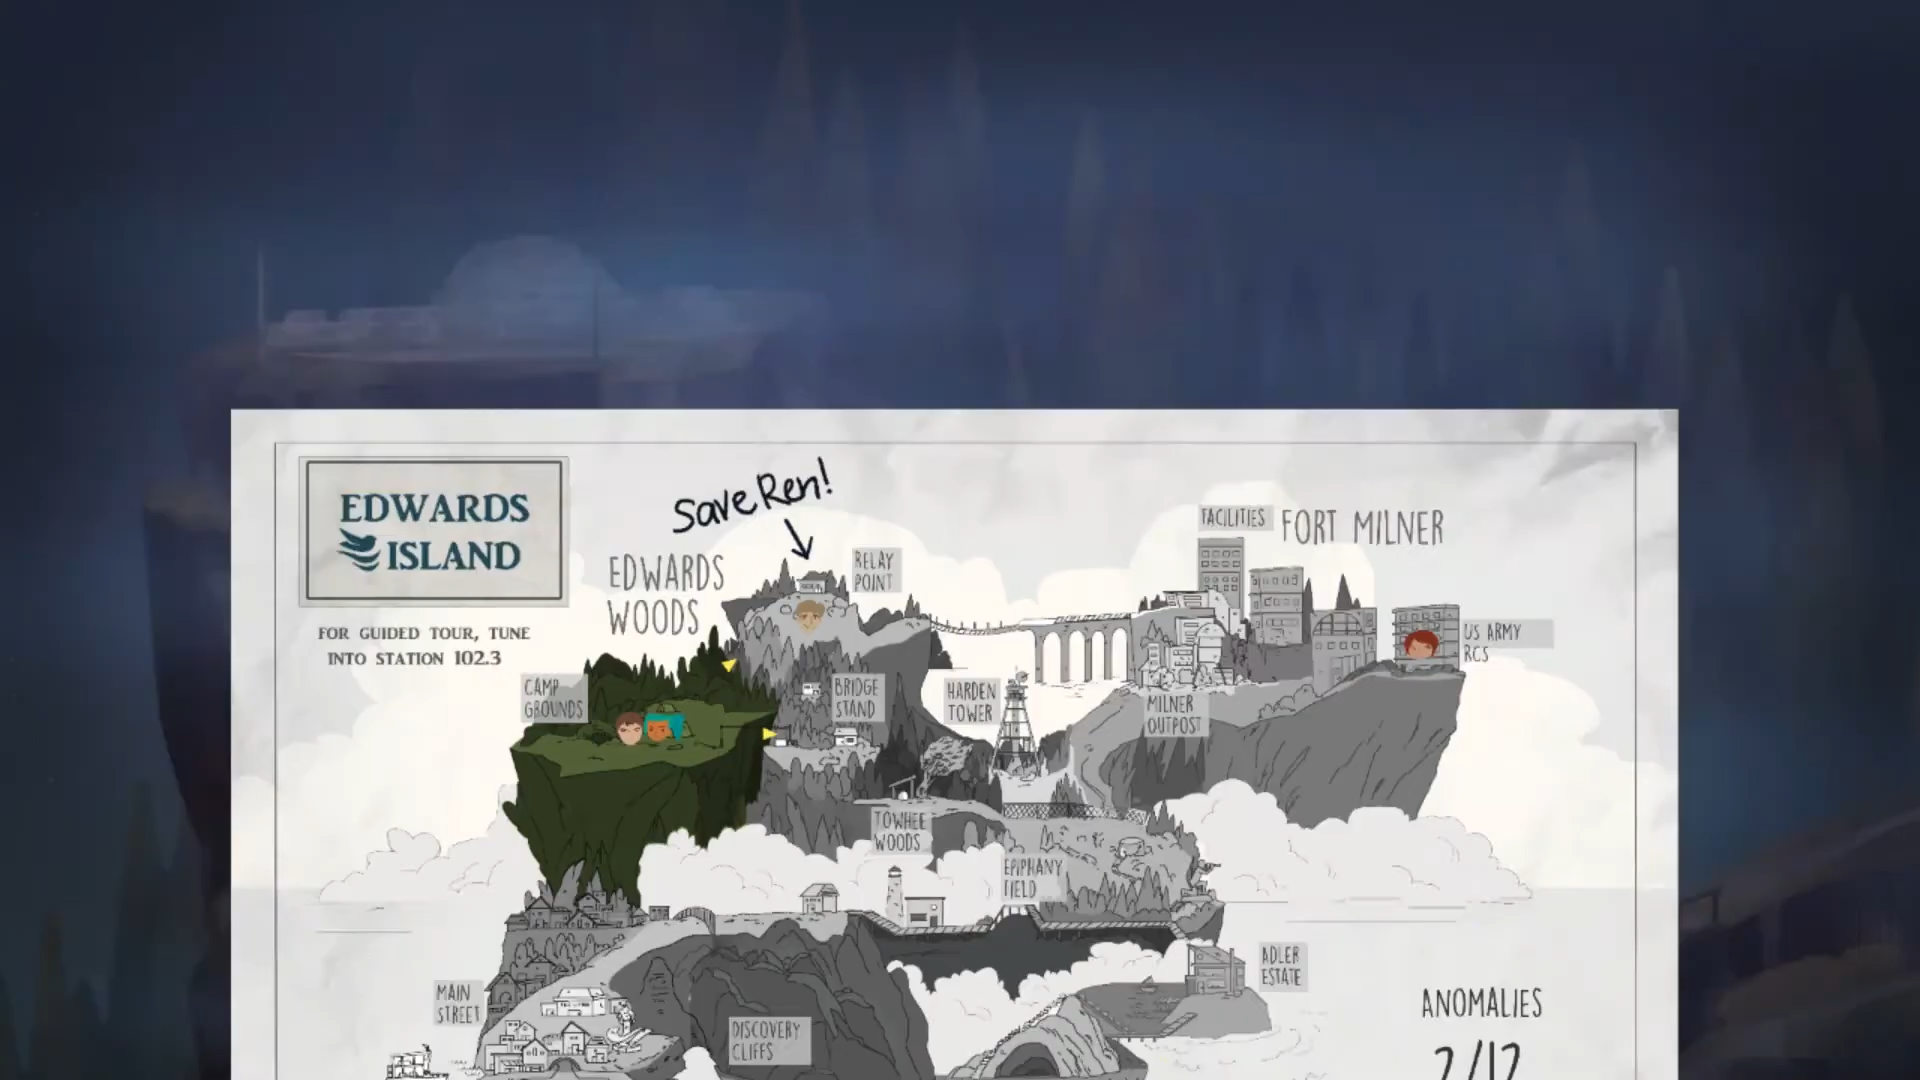 Save Ren!
EDWARDS
ISLAND
FOR GUIDED TOUR, TUNE
INTO STATION 102.3
EDWARDS
WOODS
RELAY
POINT
FACILITIES
FORT MILNER
US ARMY
RCS
CAMP
GROUNDS
BRIDGE
STAND
HARDEN
TOWER
MILNER
OUTPOST
TOWHEE
WOODS
EPIPHANY
FIELD
ADLER
ESTATE
MAIN
STREET
DISCOVERY
CLIFFS
ANOMALIES
2/12